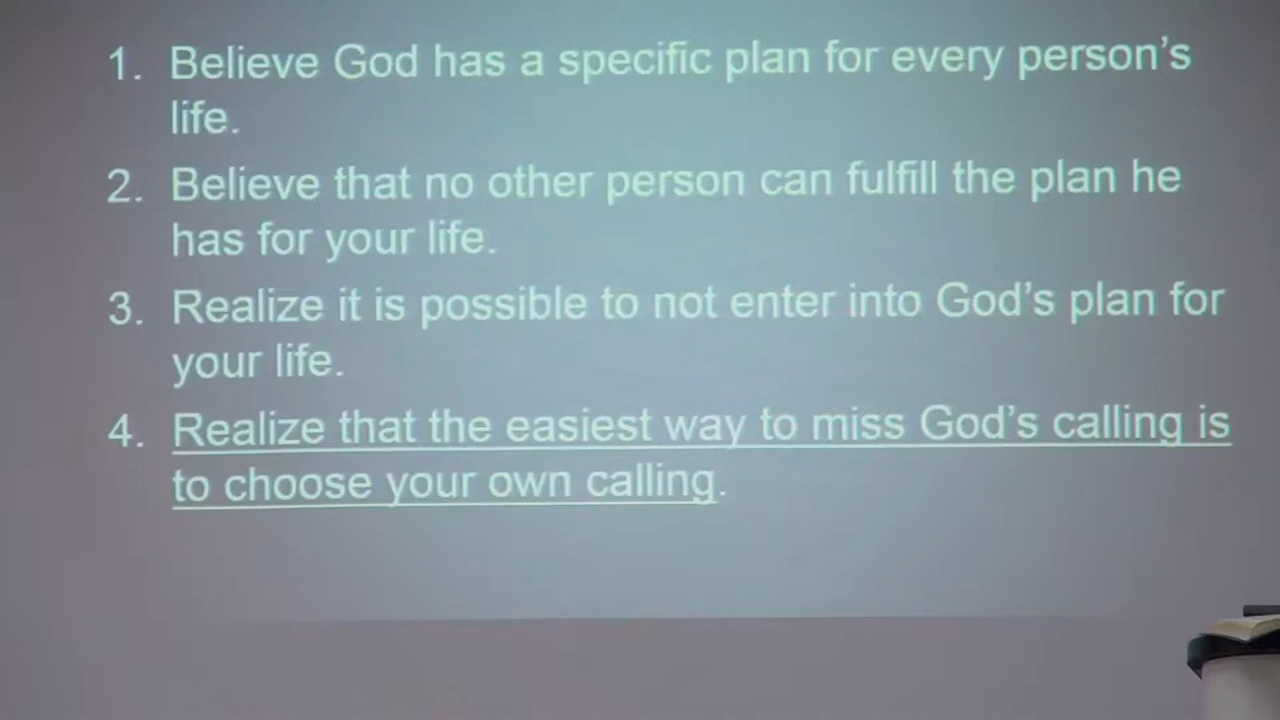 1. Believe God has a specific plan for every person's
life.
2. Believe that no other person can fulfill the plan he
has for your life.
3. Realize it is possible to not enter into God's plan for
your life.
4. Realize that the easiest way to miss God's calling is
to choose your own calling.